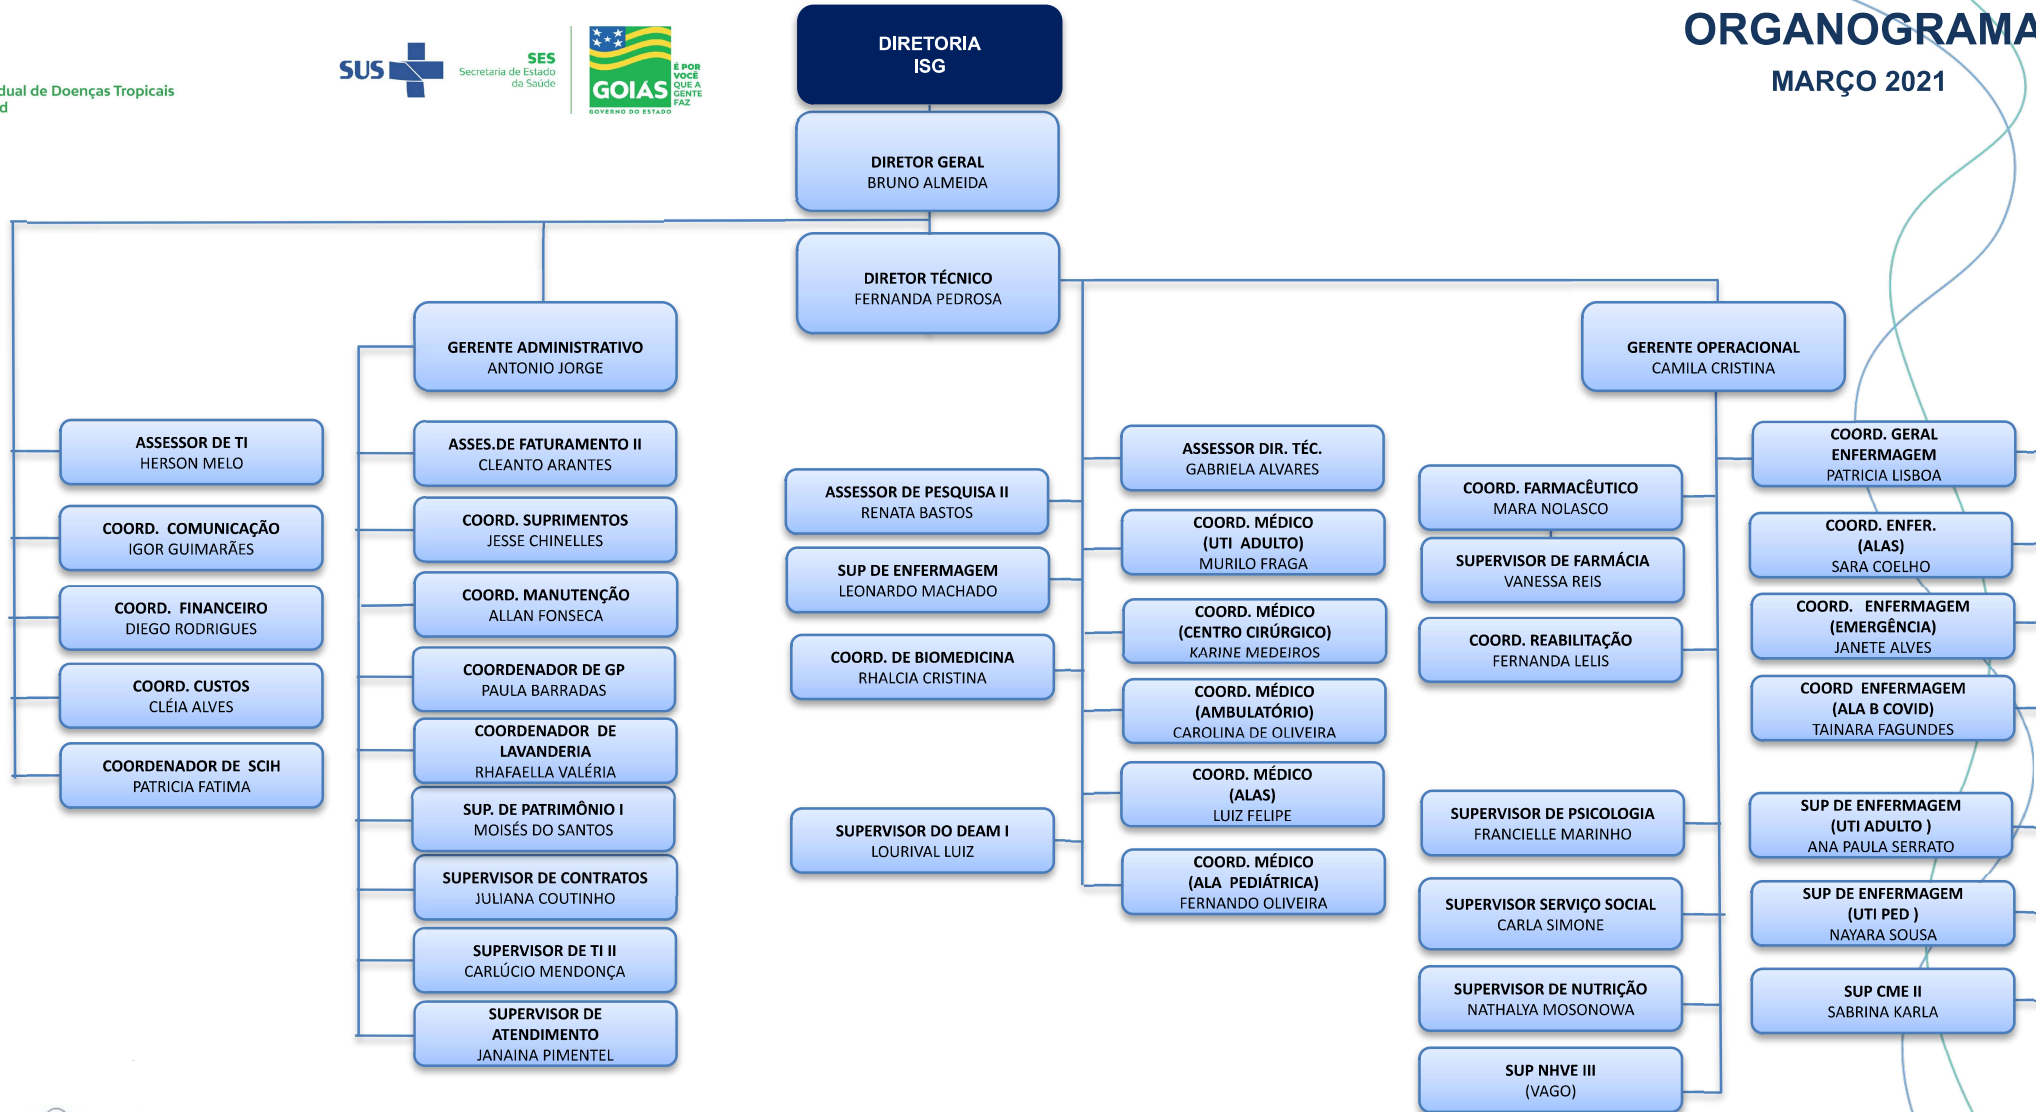 dual de Doenças Tropicais
d
SUS
SES
Secretaria de Estado
da Saúde
GOIÁS
GOVERNO DO ESTADO
É POR
VOCÊ
QUE A
GENTE
FAZ
DIRETORIA
ISG
ORGANOGRAMA
MARÇO 2021
DIRETOR GERAL
BRUNO ALMEIDA
DIRETOR TÉCNICO
FERNANDA PEDROSA
GERENTE ADMINISTRATIVO
ANTONIO JORGE
GERENTE OPERACIONAL
CAMILA CRISTINA
ASSESSOR DE TI
HERSON MELO
COORD.  COMUNICAÇÃO
IGOR GUIMARÃES
COORD.  FINANCEIRO
DIEGO RODRIGUES
COORD. CUSTOS
CLÉIA ALVES
COORDENADOR DE  SCIH
PATRICIA FATIMA
ASSES.DE FATURAMENTO II
CLEANTO ARANTES
COORD. SUPRIMENTOS
JESSE CHINELLES
COORD. MANUTENÇÃO
ALLAN FONSECA
COORDENADOR DE GP
PAULA BARRADAS
COORDENADOR  DE
LAVANDERIA
RHAFAELLA VALÉRIA
SUP. DE PATRIMÔNIO I
MOISÉS DO SANTOS
SUPERVISOR DE CONTRATOS
JULIANA COUTINHO
SUPERVISOR DE TI II
CARLÚCIO MENDONÇA
SUPERVISOR DE
ATENDIMENTO
JANAINA PIMENTEL
ASSESSOR DE PESQUISA II
RENATA BASTOS
SUP DE ENFERMAGEM
LEONARDO MACHADO
COORD. DE BIOMEDICINA
RHALCIA CRISTINA
SUPERVISOR DO DEAM I
LOURIVAL LUIZ
ASSESSOR DIR. TÉC.
GABRIELA ALVARES
COORD. MÉDICO
(UTI  ADULTO)
MURILO FRAGA
COORD. MÉDICO
(CENTRO CIRÚRGICO)
KARINE MEDEIROS
COORD. MÉDICO
(AMBULATÓRIO)
CAROLINA DE OLIVEIRA
COORD. MÉDICO
(ALAS)
LUIZ FELIPE
COORD. MÉDICO
(ALA  PEDIÁTRICA)
FERNANDO OLIVEIRA
COORD. FARMACÊUTICO
MARA NOLASCO
SUPERVISOR DE FARMÁCIA
VANESSA REIS
COORD. REABILITAÇÃO
FERNANDA LELIS
SUPERVISOR DE PSICOLOGIA
FRANCIELLE MARINHO
SUPERVISOR SERVIÇO SOCIAL
CARLA SIMONE
SUPERVISOR DE NUTRIÇÃO
NATHALYA MOSONOWA
SUP NHVE III
(VAGO)
COORD. GERAL
ENFERMAGEM
PATRICIA LISBOA
COORD. ENFER.
(ALAS)
SARA COELHO
COORD.   ENFERMAGEM
(EMERGÊNCIA)
JANETE ALVES
COORD  ENFERMAGEM
(ALA B COVID)
TAINARA FAGUNDES
SUP DE ENFERMAGEM
(UTI ADULTO )
ANA PAULA SERRATO
SUP DE ENFERMAGEM
(UTI PED )
NAYARA SOUSA
SUP CME II
SABRINA KARLA